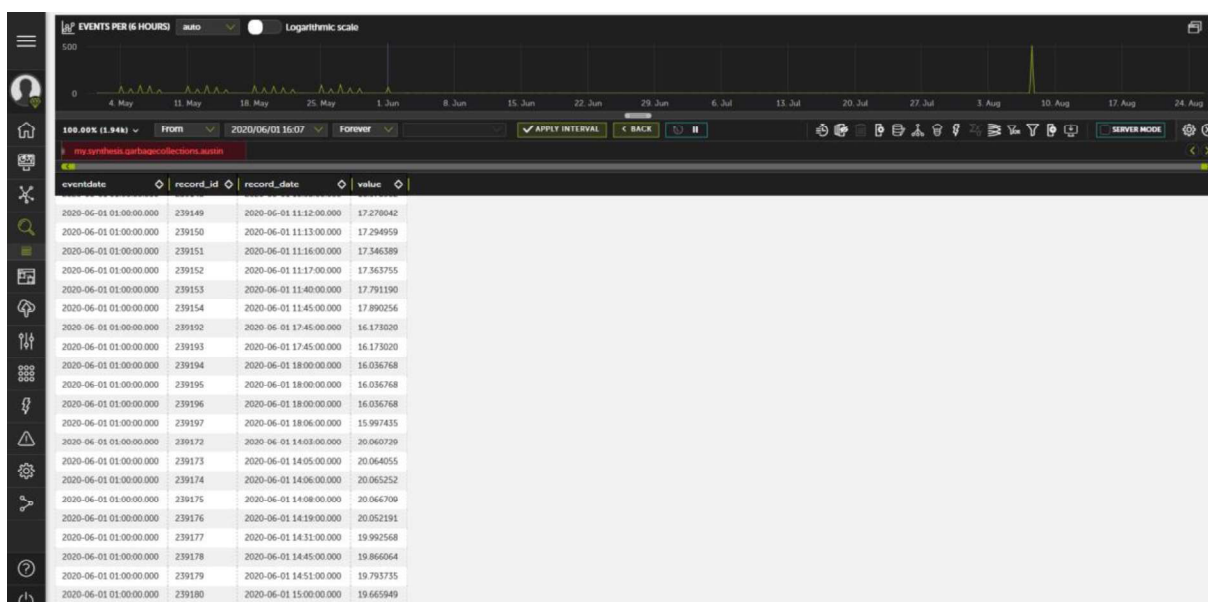 EVENTS PER (6 HOURS) auto Logarithmic scale
500
0
4. May 11. May 18. May 25. May 1. Jun 8. Jun 15. Jun 22. Jun 29. Jun 6. Jul 13. Jul 20. Jul 27. Jul 3. Aug 10. Aug 17. Aug 24. Aug
100.00% (1.94k) From 2020/06/01 16:07 Forever APPLY INTERVAL < BACK SERVER MODE
my.synthesis.garbagecollections.austin
eventdate record_id record_date value
2020-06-01 01:00:00.000 239149 2020-06-01 11:12:00.000 17.278042
2020-06-01 01:00:00.000 239150 2020-06-01 11:13:00.000 17.294959
2020-06-01 01:00:00.000 239151 2020-06-01 11:16:00.000 17.346389
2020-06-01 01:00:00.000 239152 2020-06-01 11:17:00.000 17.363755
2020-06-01 01:00:00.000 239153 2020-06-01 11:40:00.000 17.791190
2020-06-01 01:00:00.000 239154 2020-06-01 11:45:00.000 17.890256
2020-06-01 01:00:00.000 239192 2020-06-01 17:45:00.000 16.173020
2020-06-01 01:00:00.000 239193 2020-06-01 17:45:00.000 16.173020
2020-06-01 01:00:00.000 239194 2020-06-01 18:00:00.000 16.036768
2020-06-01 01:00:00.000 239195 2020-06-01 18:00:00.000 16.036768
2020-06-01 01:00:00.000 239196 2020-06-01 18:00:00.000 16.036768
2020-06-01 01:00:00.000 239197 2020-06-01 18:06:00.000 15.997435
2020-06-01 01:00:00.000 239172 2020-06-01 14:03:00.000 20.060729
2020-06-01 01:00:00.000 239173 2020-06-01 14:05:00.000 20.064055
2020-06-01 01:00:00.000 239174 2020-06-01 14:06:00.000 20.065252
2020-06-01 01:00:00.000 239175 2020-06-01 14:08:00.000 20.066709
2020-06-01 01:00:00.000 239176 2020-06-01 14:19:00.000 20.052191
2020-06-01 01:00:00.000 239177 2020-06-01 14:31:00.000 19.992568
2020-06-01 01:00:00.000 239178 2020-06-01 14:45:00.000 19.866064
2020-06-01 01:00:00.000 239179 2020-06-01 14:51:00.000 19.793735
2020-06-01 01:00:00.000 239180 2020-06-01 15:00:00.000 19.665949